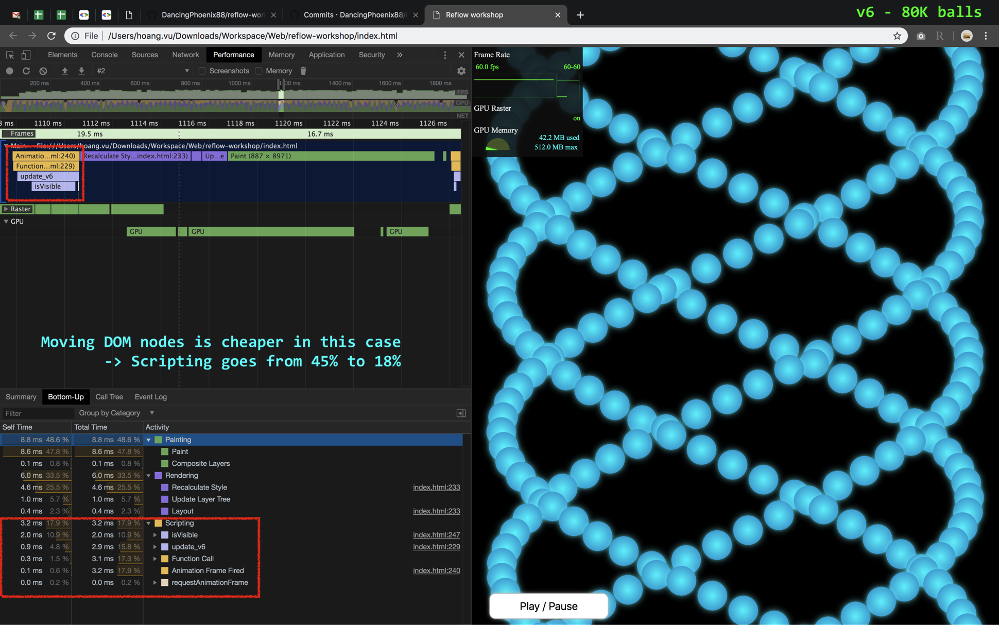 DancingPhoenix88/reflow-wor
Commits · DancingPhoenix88/r
Reflow workshop
v6 - 80K balls
File
/Users/hoang.vu/Downloads/Workspace/Web/reflow-workshop/index.html
R
Elements
Console
Sources
Network
Performance
Memory
Application
Security
#2
Screenshots
Memory
200 ms
400 ms
600 ms
800 ms
1000 ms
1400 ms
1600 ms
1800 ms
FPS
CPU
NET
8 ms
1110 ms
1112 ms
1114 ms
1116 ms
1118 ms
1120 ms
1122 ms
1124 ms
1126 ms
Frames
19.5 ms
16.7 ms
Main — file:///Users/hoang.vu/Downloads/Workspace/Web/reflow-workshop/index.html
Animatio...ml:240)
Recalculate Sty...index.html:233)
Up...e
Paint (887 × 8971)
Function...ml:229)
update_v6
isVisible
Raster
GPU
GPU
GPU
GPU
Moving DOM nodes is cheaper in this case
-> Scripting goes from 45% to 18%
Summary
Bottom-Up
Call Tree
Event Log
Filter
Group by Category
Self Time
Total Time
Activity
8.8 ms 48.6 % 8.8 ms 48.6 % Painting
8.6 ms 47.8 % 8.6 ms 47.8 % Paint
0.1 ms 0.8 % 0.1 ms 0.8 % Composite Layers
6.0 ms 33.5 % 6.0 ms 33.5 % Rendering
4.6 ms 25.5 % 4.6 ms 25.5 % Recalculate Style index.html:233
1.0 ms 5.7 % 1.0 ms 5.7 % Update Layer Tree
0.4 ms 2.3 % 0.4 ms 2.3 % Layout index.html:233
3.2 ms 17.9 % 3.2 ms 17.9 % Scripting
2.0 ms 10.9 % 2.0 ms 10.9 % isVisible index.html:247
0.9 ms 4.8 % 2.9 ms 15.8 % update_v6 index.html:229
0.3 ms 1.5 % 3.1 ms 17.3 % Function Call
0.1 ms 0.6 % 3.2 ms 17.9 % Animation Frame Fired index.html:240
0.0 ms 0.2 % 0.0 ms 0.2 % requestAnimationFrame
Frame Rate
60.0 fps
60-60
GPU Raster
on
GPU Memory
42.2 MB used
512.0 MB max
Play / Pause